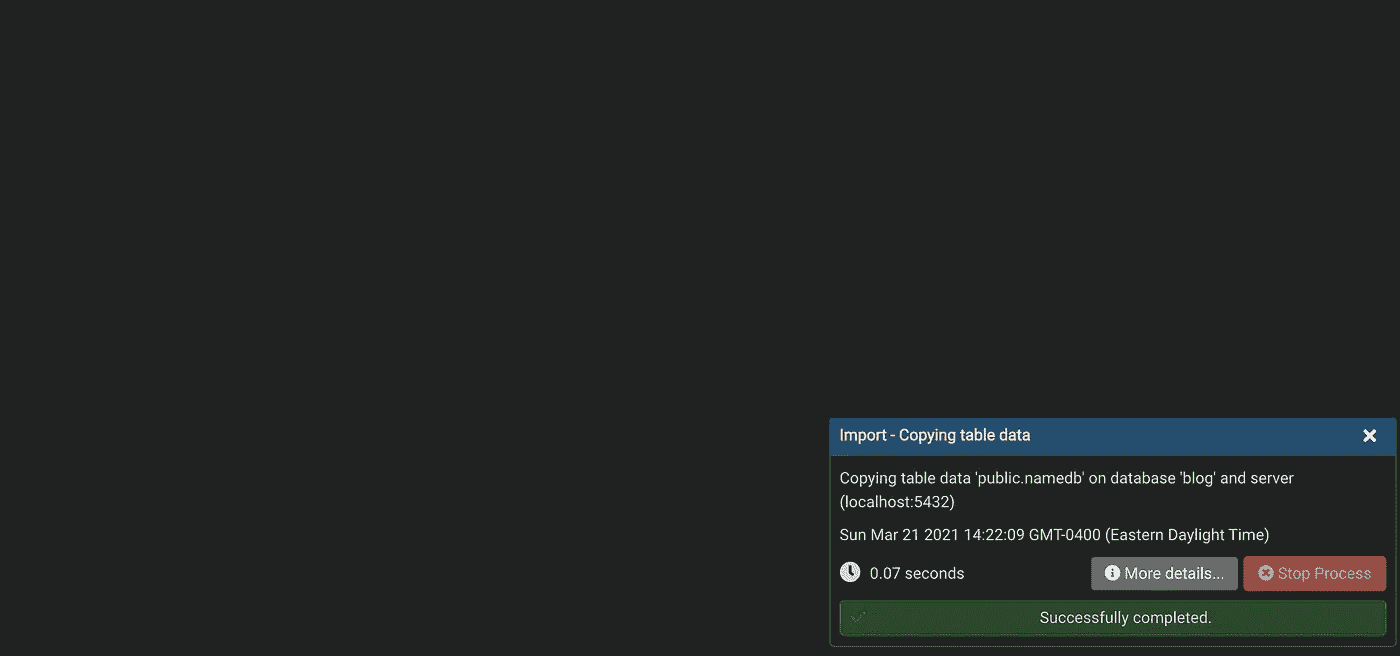 Import - Copying table data
Copying table data 'public.namedb' on database 'blog' and server
(localhost:5432)
Sun Mar 21 2021 14:22:09 GMT-0400 (Eastern Daylight Time)
0.07 seconds
More details...
Stop Process
Successfully completed.